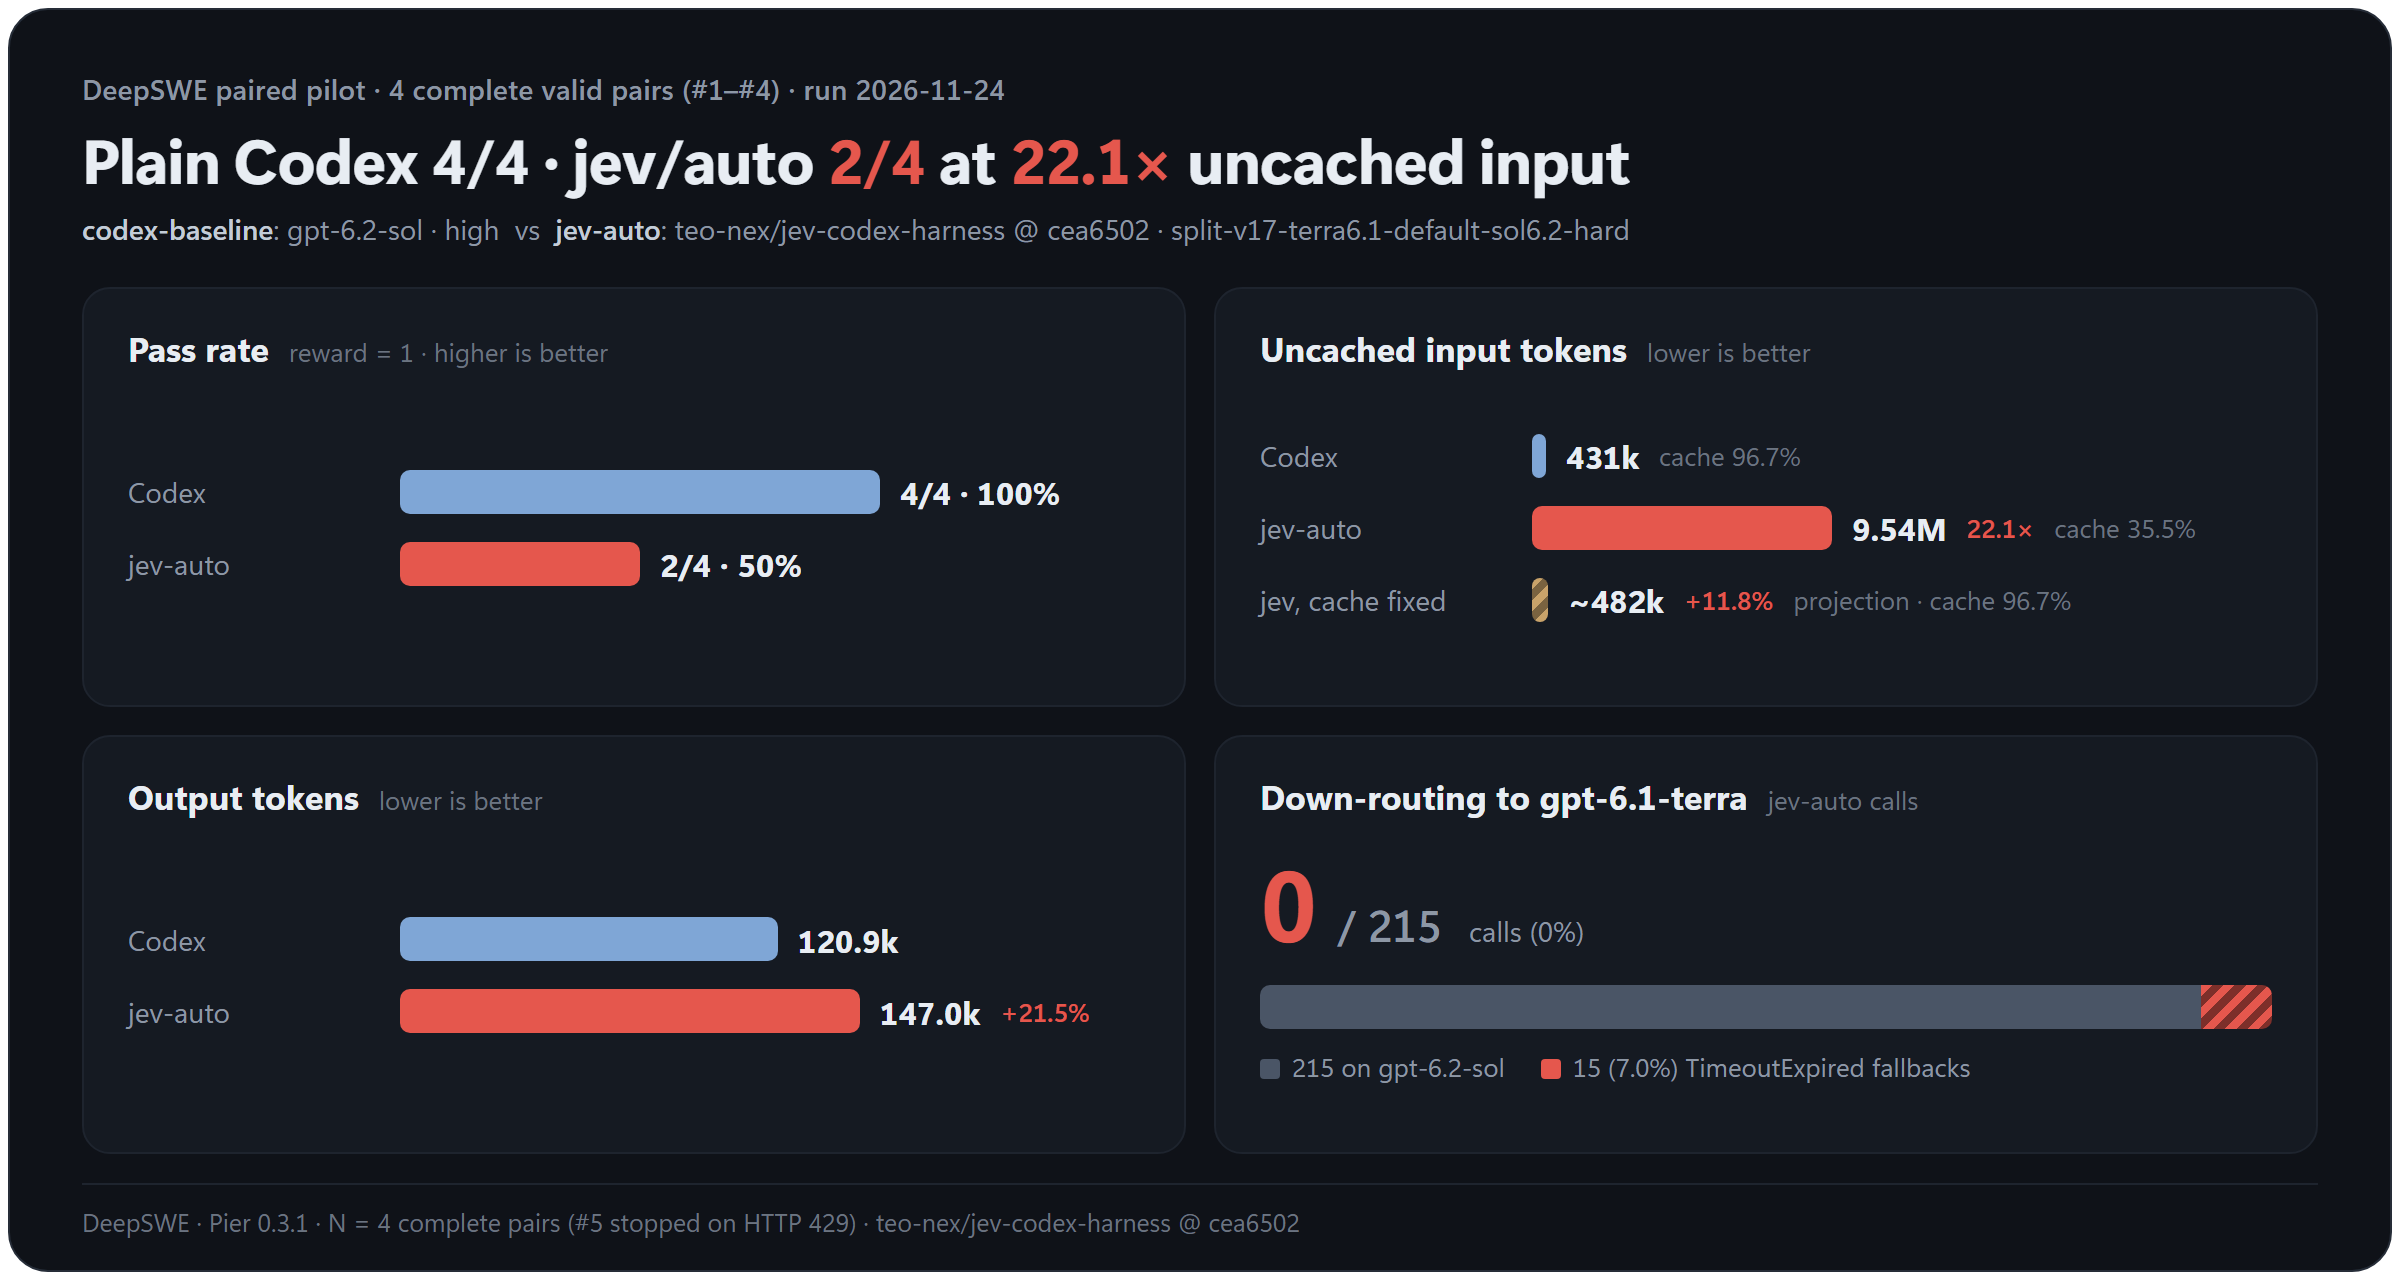 DeepSWE paired pilot · 4 complete valid pairs (#1–#4) · run 2026-11-24
Plain Codex 4/4 · jev/auto 2/4 at 22.1× uncached input
codex-baseline: gpt-6.2-sol · high vs jev-auto: teo-nex/jev-codex-harness @ cea6502 · split-v17-terra6.1-default-sol6.2-hard
Pass rate reward = 1 · higher is better
Codex 4/4 · 100%
jev-auto 2/4 · 50%
Uncached input tokens lower is better
Codex 431k cache 96.7%
jev-auto 9.54M 22.1× cache 35.5%
jev, cache fixed ~482k +11.8% projection · cache 96.7%
Output tokens lower is better
Codex 120.9k
jev-auto 147.0k +21.5%
Down-routing to gpt-6.1-terra jev-auto calls
0 / 215 calls (0%)
215 on gpt-6.2-sol 15 (7.0%) TimeoutExpired fallbacks
DeepSWE · Pier 0.3.1 · N = 4 complete pairs (#5 stopped on HTTP 429) · teo-nex/jev-codex-harness @ cea6502